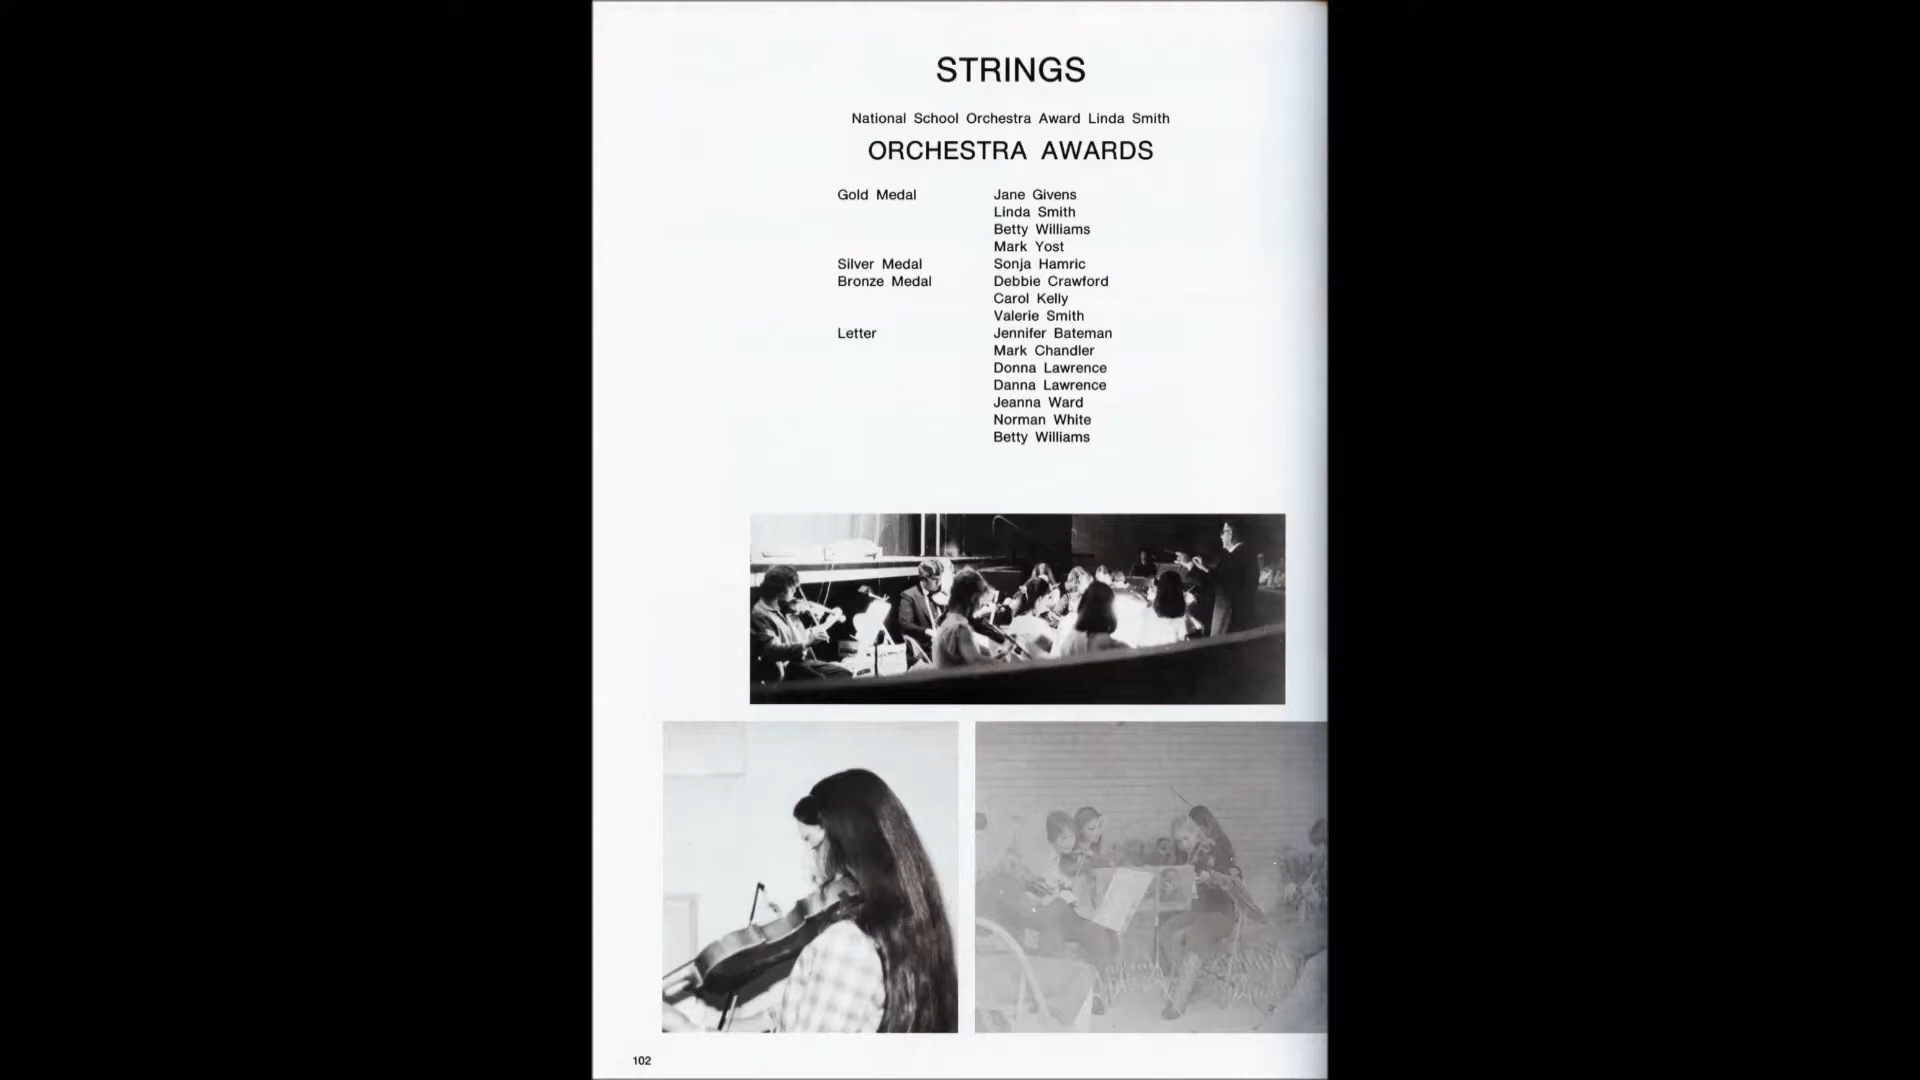 STRINGS
National School Orchestra Award Linda Smith
ORCHESTRA AWARDS
Gold Medal Jane Givens
Linda Smith
Betty Williams
Mark Yost
Silver Medal Sonja Hamric
Bronze Medal Debbie Crawford
Carol Kelly
Valerie Smith
Letter Jennifer Bateman
Mark Chandler
Donna Lawrence
Danna Lawrence
Jeanna Ward
Norman White
Betty Williams
102